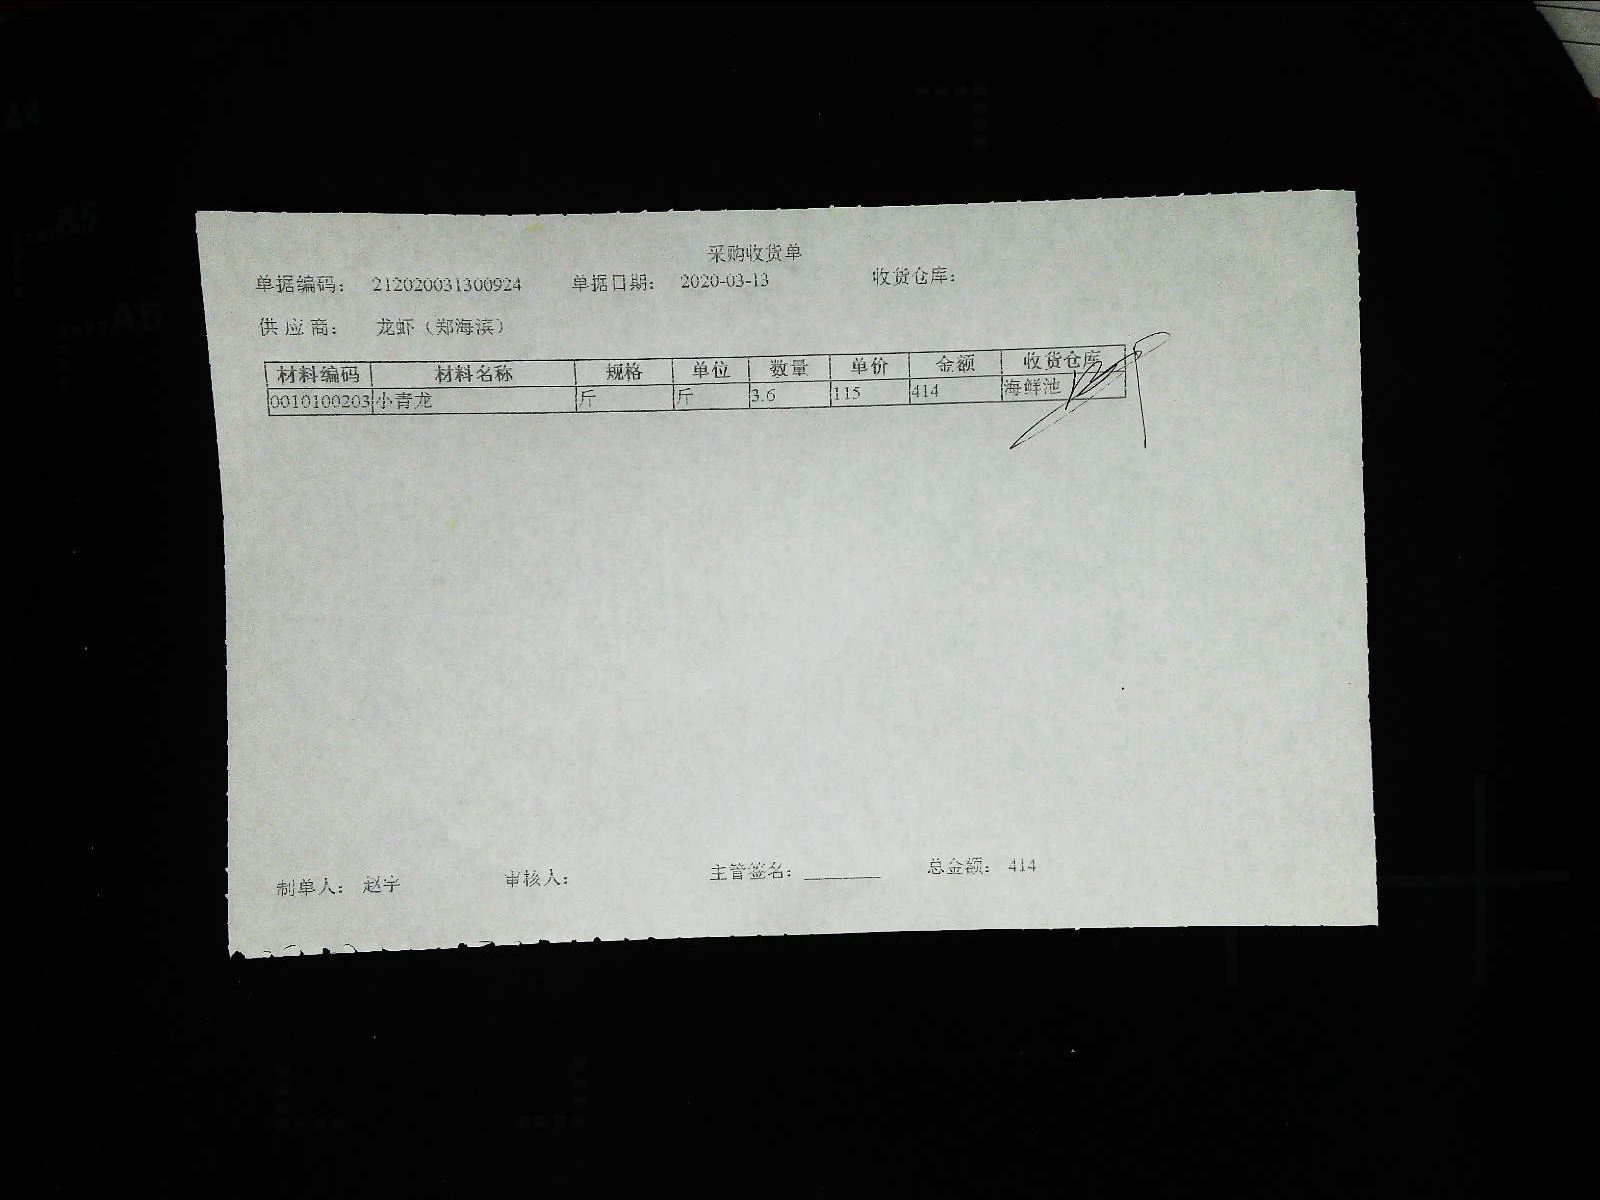 采购收货单
单据编码: 212020031300924 单据日期: 2020-03-13 收货仓库:
供应商: 龙虾（郑海滨）
材料编码 材料名称 规格 单位 数量 单价 金额 收货仓库
0010100203 小青龙 斤 斤 3.6 115 414 海鲜池
制单人: 赵宇 审核人: 主管签名: ________ 总金额: 414